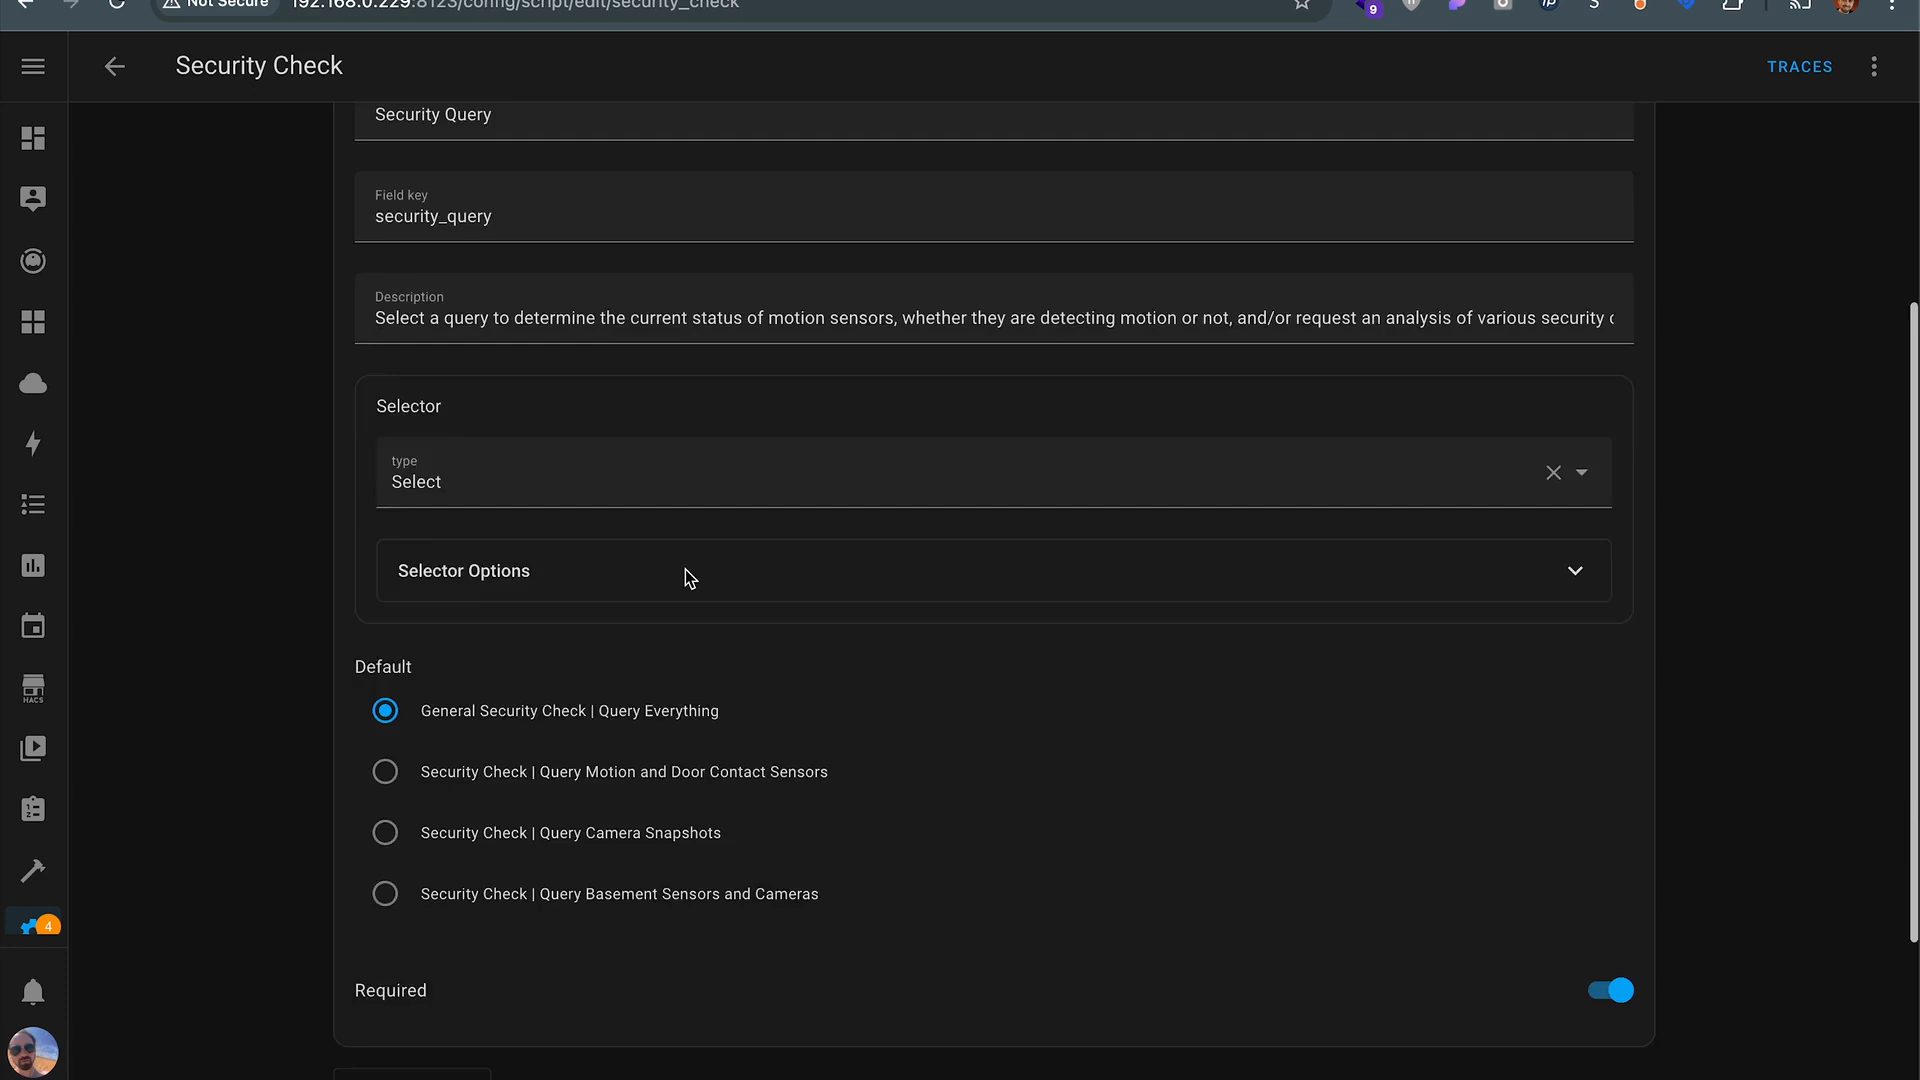 Not Secure 192.168.0.229:8123/config/script/edit/security_check
9
Security Check
TRACES
Security Query
Field key
security_query
Description
Select a query to determine the current status of motion sensors, whether they are detecting motion or not, and/or request an analysis of various security
Selector
type
Select
Selector Options
Default
General Security Check | Query Everything
Security Check | Query Motion and Door Contact Sensors
Security Check | Query Camera Snapshots
Security Check | Query Basement Sensors and Cameras
Required
HACS
4